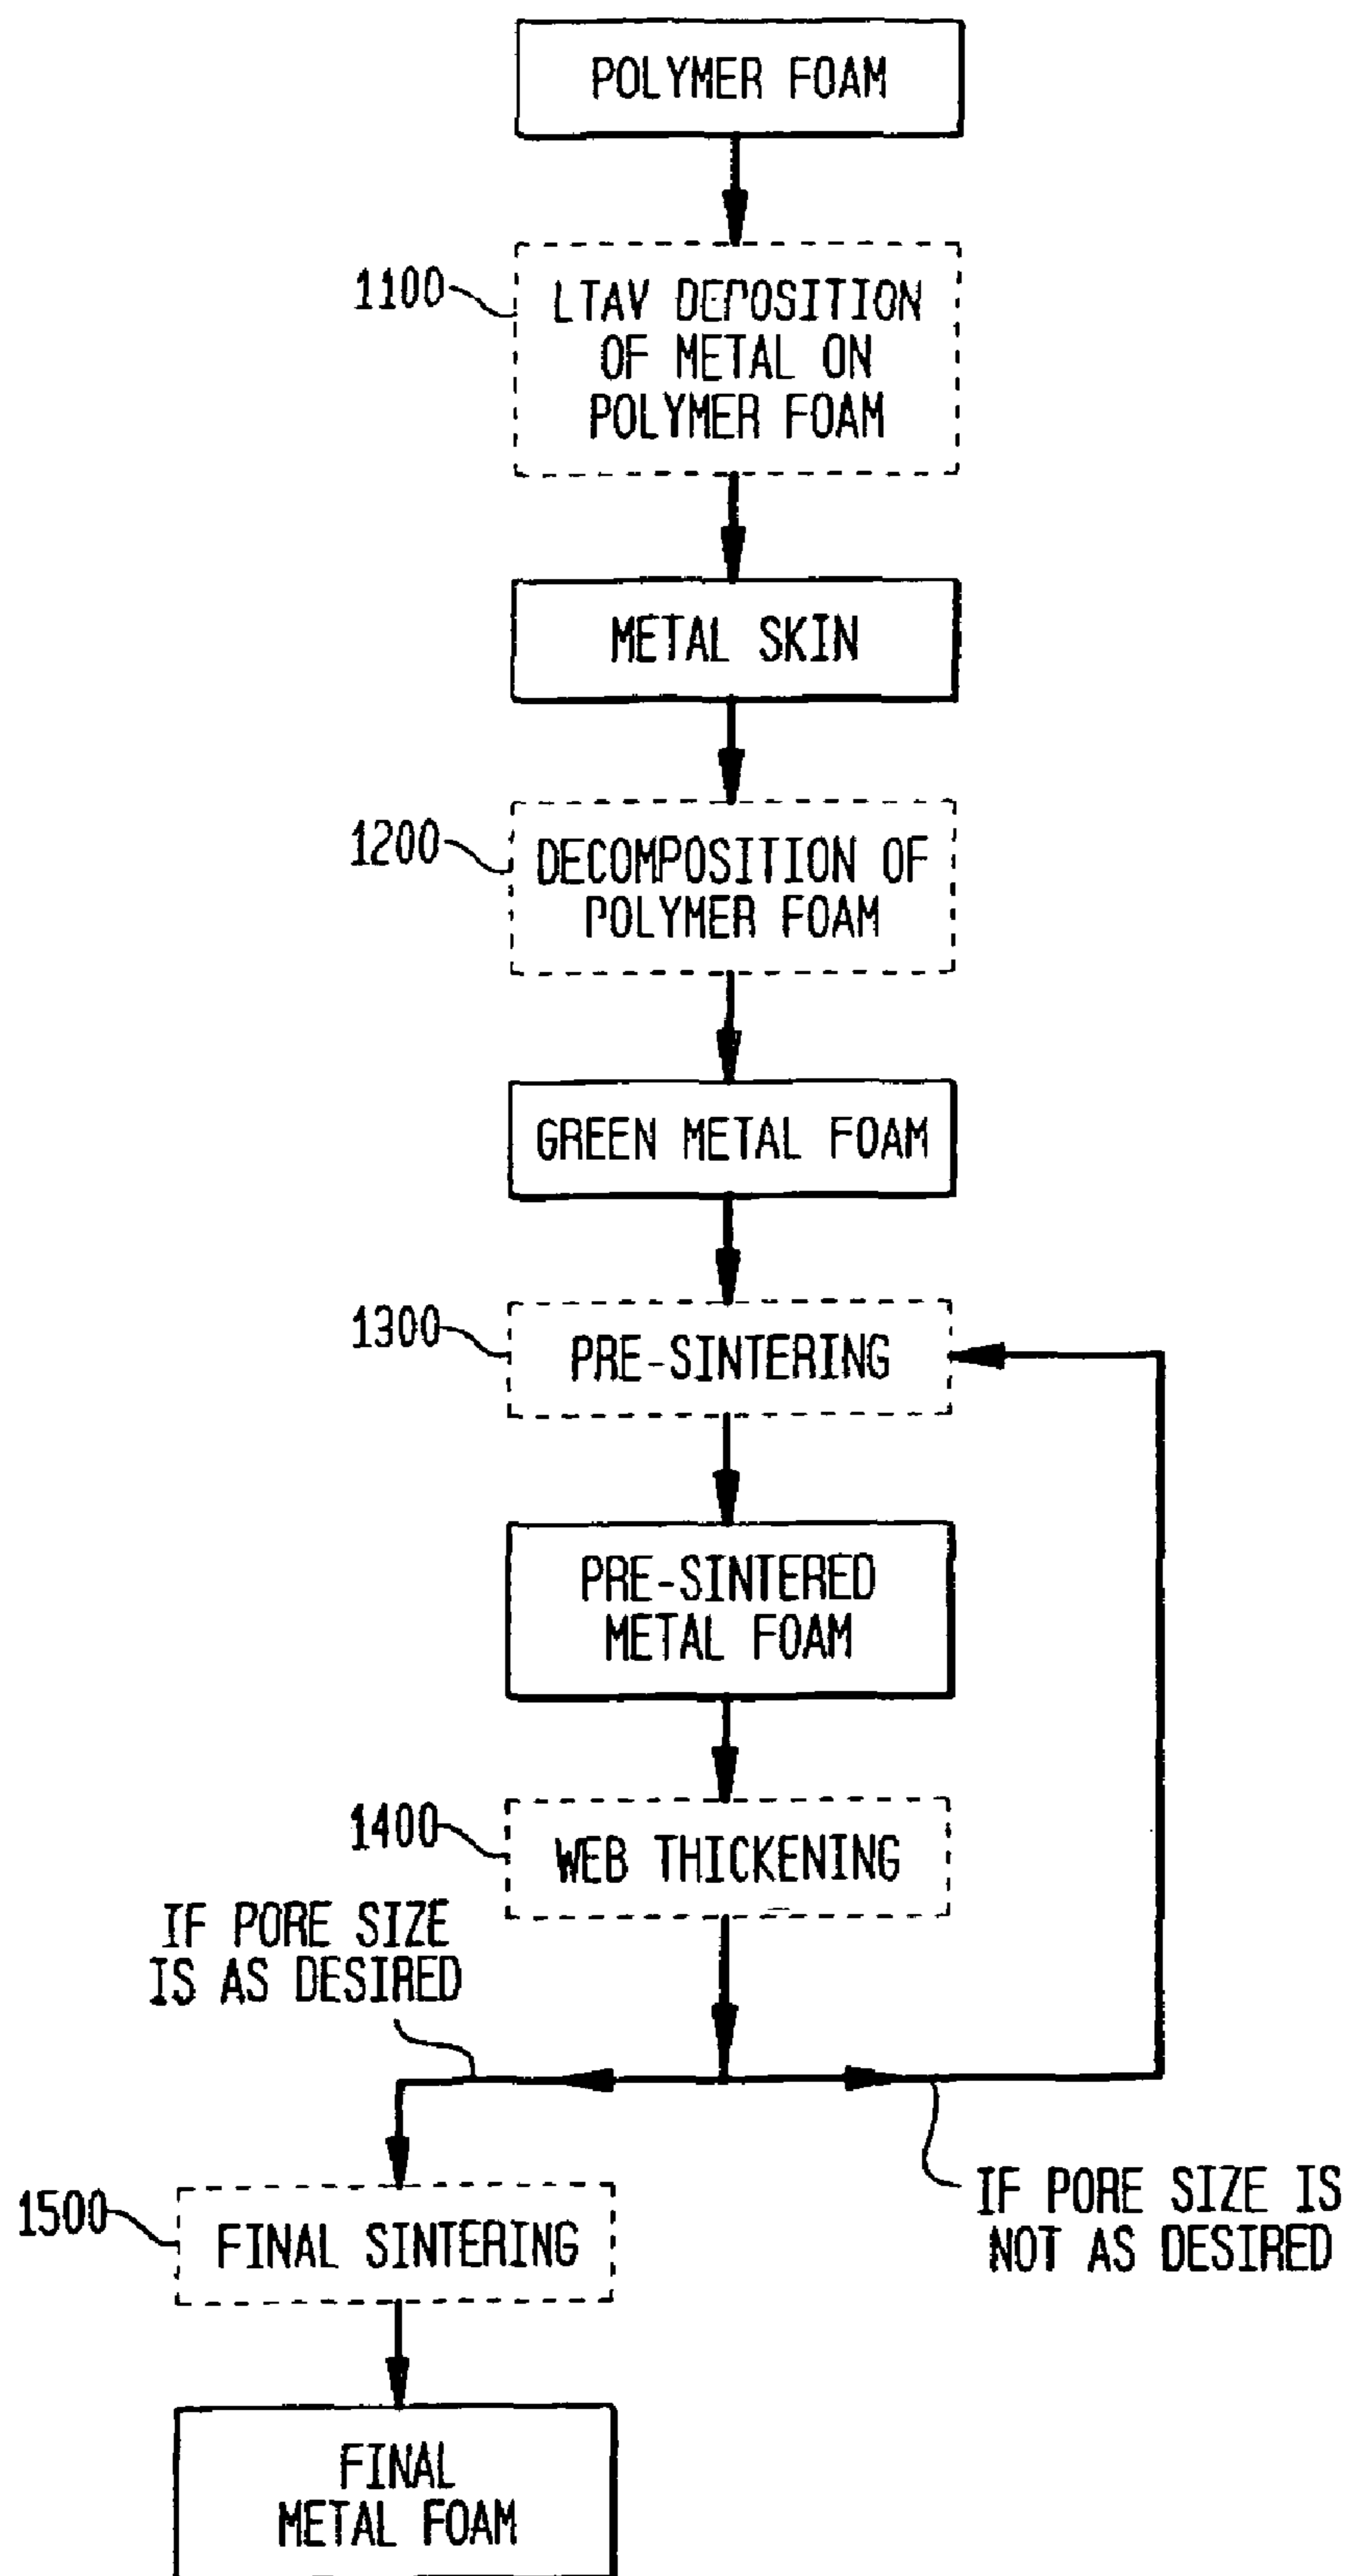 POLYMER FOAM
1100
LTAV DEPOSITION
OF METAL ON
POLYMER FOAM
METAL SKIN
1200
DECOMPOSITION OF
POLYMER FOAM
GREEN METAL FOAM
1300
PRE-SINTERING
PRE-SINTERED
METAL FOAM
1400
WEB THICKENING
IF PORE SIZE
IS AS DESIRED
IF PORE SIZE IS
NOT AS DESIRED
1500
FINAL SINTERING
FINAL
METAL FOAM